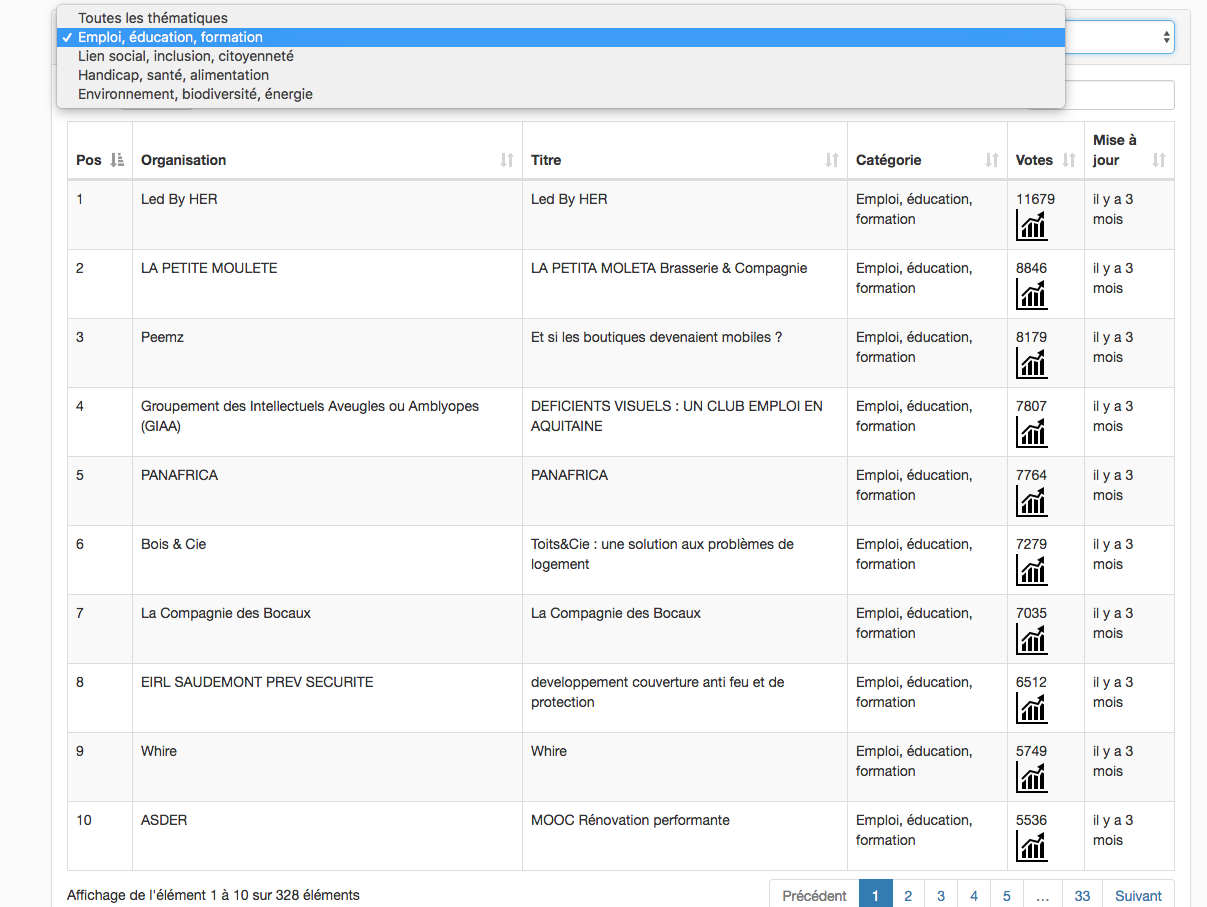 Toutes les thématiques
✓ Emploi, éducation, formation
Lien social, inclusion, citoyenneté
Handicap, santé, alimentation
Environnement, biodiversité, énergie
Pos Organisation Titre Catégorie Votes Mise à
jour
1 Led By HER Led By HER Emploi, éducation, 11679 il y a 3
formation mois
2 LA PETITE MOULETE LA PETITA MOLETA Brasserie & Compagnie Emploi, éducation, 8846 il y a 3
formation mois
3 Peemz Et si les boutiques devenaient mobiles ? Emploi, éducation, 8179 il y a 3
formation mois
4 Groupement des Intellectuels Aveugles ou Amblyopes DEFICIENTS VISUELS : UN CLUB EMPLOI EN Emploi, éducation, 7807 il y a 3
(GIAA) AQUITAINE formation mois
5 PANAFRICA PANAFRICA Emploi, éducation, 7764 il y a 3
formation mois
6 Bois & Cie Toits&Cie : une solution aux problèmes de Emploi, éducation, 7279 il y a 3
logement formation mois
7 La Compagnie des Bocaux La Compagnie des Bocaux Emploi, éducation, 7035 il y a 3
formation mois
8 EIRL SAUDEMONT PREV SECURITE developpement couverture anti feu et de Emploi, éducation, 6512 il y a 3
protection formation mois
9 Whire Whire Emploi, éducation, 5749 il y a 3
formation mois
10 ASDER MOOC Rénovation performante Emploi, éducation, 5536 il y a 3
formation mois
Affichage de l'élément 1 à 10 sur 328 éléments Précédent 1 2 3 4 5 ... 33 Suivant